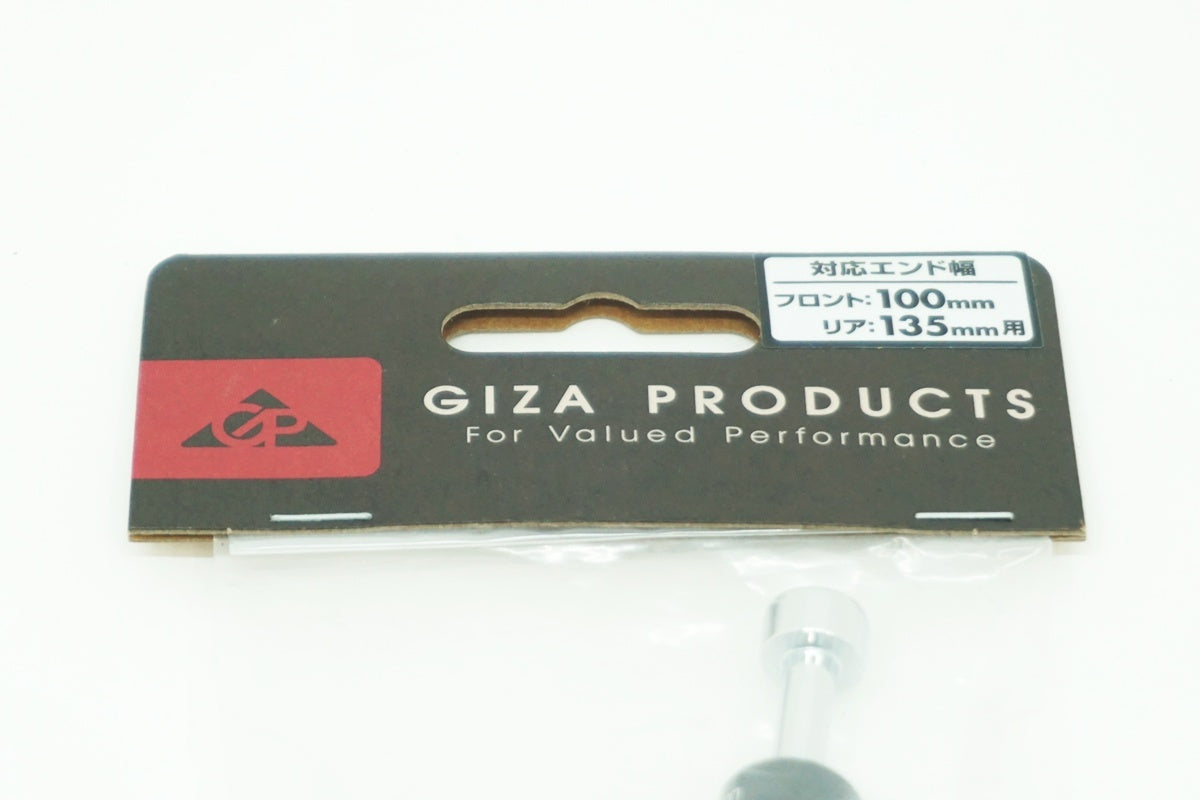 対応エンド幅
フロント:100mm
リア:135mm用
GIZA PRODUCTS
For Valued Performance
GP